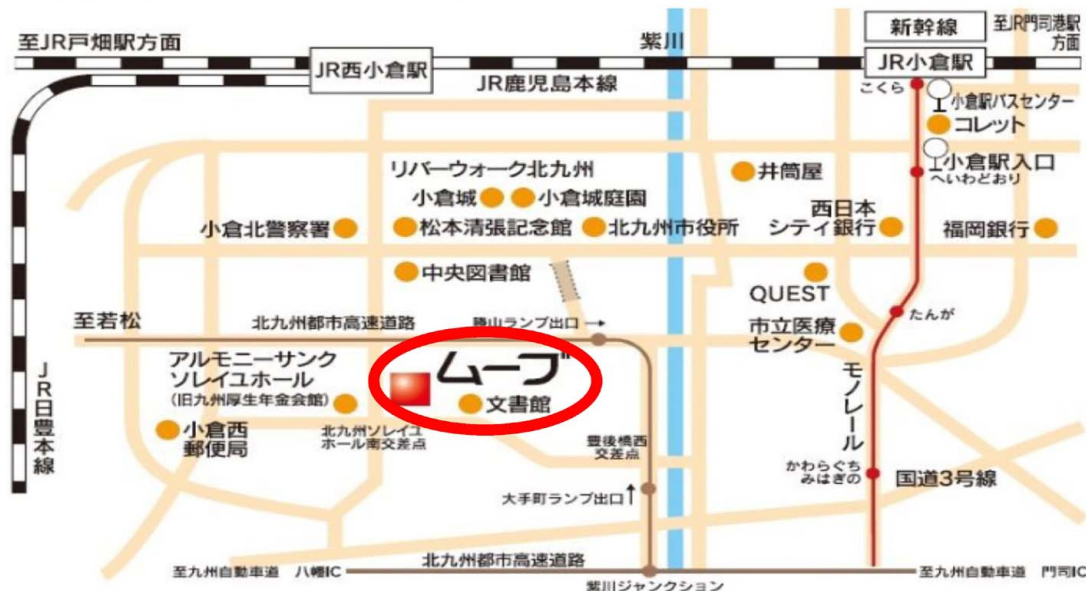 新幹線
至JR門司港駅
方面
至JR戸畑駅方面
紫川
JR西小倉駅
JR鹿児島本線
JR小倉駅
こくら
小倉駅バスセンター
コレット
小倉駅入口
へいわどおり
リバーウォーク北九州
小倉城
小倉城庭園
井筒屋
小倉北警察署
松本清張記念館
北九州市役所
西日本
シティ銀行
福岡銀行
中央図書館
QUEST
たんが
至若松
北九州都市高速道路
勝山ランプ出口→
市立医療
センター
ムーブ
アルモニーサンク
ソレイユホール
(旧九州厚生年金会館)
文書館
モノレール
JR日豊本線
小倉西
郵便局
北九州ソレイユ
ホール南交差点
豊後橋西
交差点
かわらぐち
みはぎの
国道3号線
大手町ランプ出口↑
北九州都市高速道路
至九州自動車道 八幡IC
紫川ジャンクション
至九州自動車道 門司IC